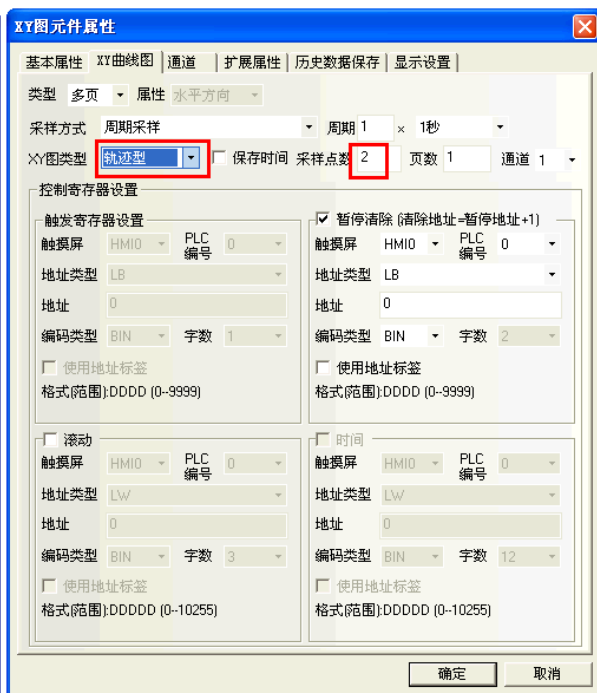 XY图元件属性
基本属性 XY曲线图 通道 扩展属性 历史数据保存 显示设置
类型 多页 属性 水平方向
采样方式 周期采样 周期 1 × 1秒
XY图类型 轨迹型 保存时间 采样点数 2 页数 1 通道 1
控制寄存器设置
触发寄存器设置
触摸屏 HMI0 PLC编号 0
地址类型 LB
地址 0
编码类型 BIN 字数 1
使用地址标签
格式(范围):DDDD (0--9999)
暂停清除 (清除地址=暂停地址+1)
触摸屏 HMI0 PLC编号 0
地址类型 LB
地址 0
编码类型 BIN 字数 2
使用地址标签
格式(范围):DDDD (0--9999)
滚动
触摸屏 HMI0 PLC编号 0
地址类型 LW
地址 0
编码类型 BIN 字数 3
使用地址标签
格式(范围):DDDDD (0--10255)
时间
触摸屏 HMI0 PLC编号 0
地址类型 LW
地址 0
编码类型 BIN 字数 12
使用地址标签
格式(范围):DDDDD (0--10255)
确定 取消